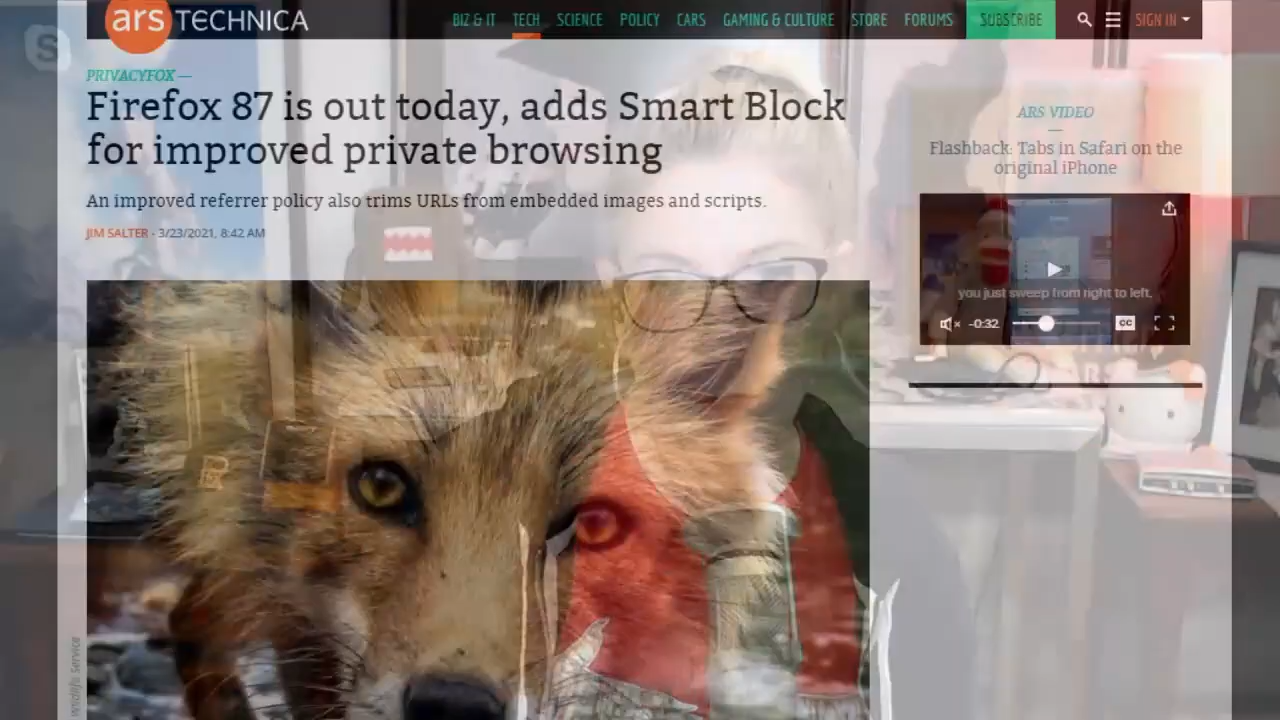 S
ars TECHNICA
BIZ & IT TECH SCIENCE POLICY CARS GAMING & CULTURE STORE FORUMS SUBSCRIBE SIGN IN
PRIVACYFOX —
Firefox 87 is out today, adds Smart Block
for improved private browsing
An improved referrer policy also trims URLs from embedded images and scripts.
JIM SALTER - 3/23/2021, 8:42 AM
ARS VIDEO
Flashback: Tabs in Safari on the
original iPhone
you just sweep from right to left.
-0:32
CC
wildlife service